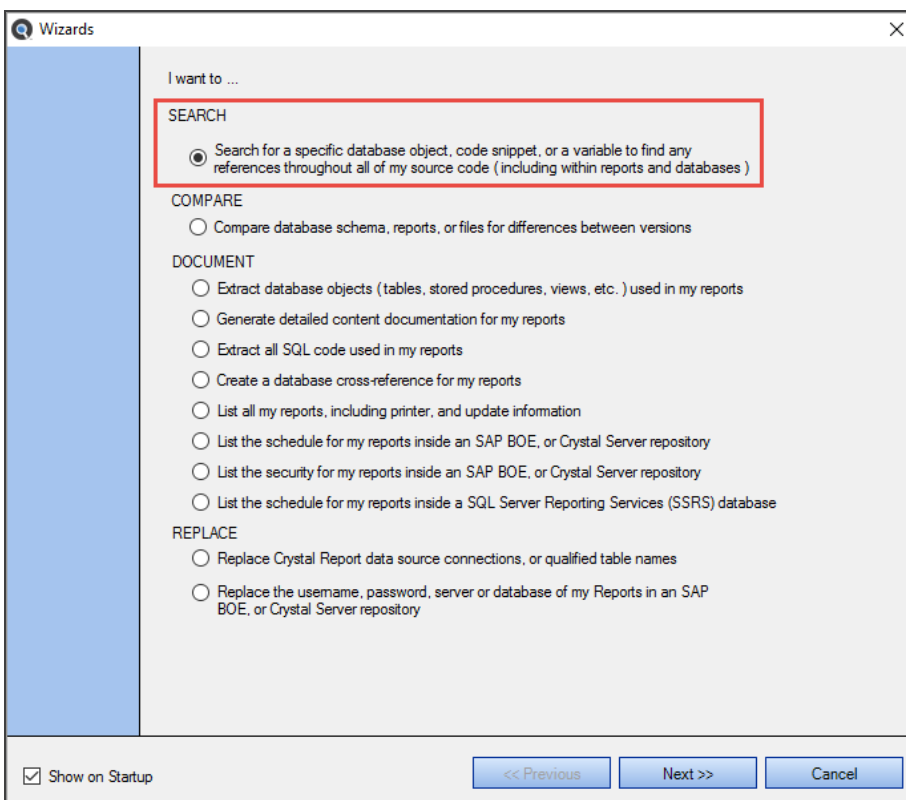 Wizards
I want to ...
SEARCH
Search for a specific database object, code snippet, or a variable to find any
references throughout all of my source code ( including within reports and databases )
COMPARE
Compare database schema, reports, or files for differences between versions
DOCUMENT
Extract database objects ( tables, stored procedures, views, etc. ) used in my reports
Generate detailed content documentation for my reports
Extract all SQL code used in my reports
Create a database cross-reference for my reports
List all my reports, including printer, and update information
List the schedule for my reports inside an SAP BOE, or Crystal Server repository
List the security for my reports inside an SAP BOE, or Crystal Server repository
List the schedule for my reports inside a SQL Server Reporting Services (SSRS) database
REPLACE
Replace Crystal Report data source connections, or qualified table names
Replace the username, password, server or database of my Reports in an SAP
BOE, or Crystal Server repository
Show on Startup
<< Previous
Next >>
Cancel